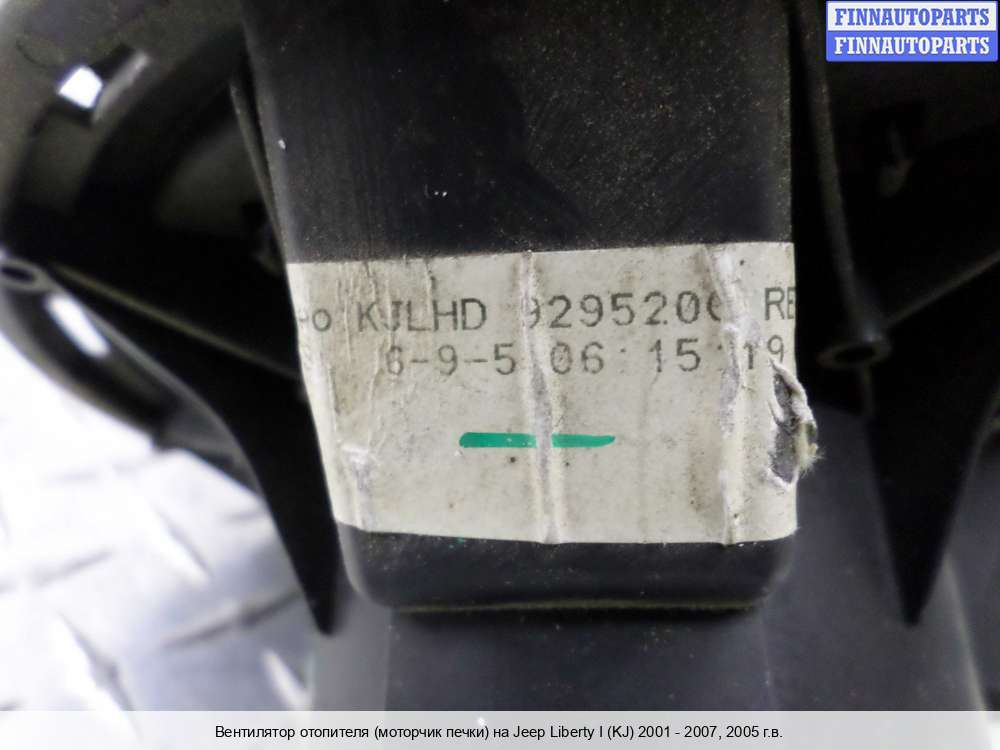 FINNAUTOPARTS
FINNAUTOPARTS
KJLHD 9295206
6-9-5 06:15:19
Вентилятор отопителя (моторчик печки) на Jeep Liberty I (KJ) 2001 - 2007, 2005 г.в.